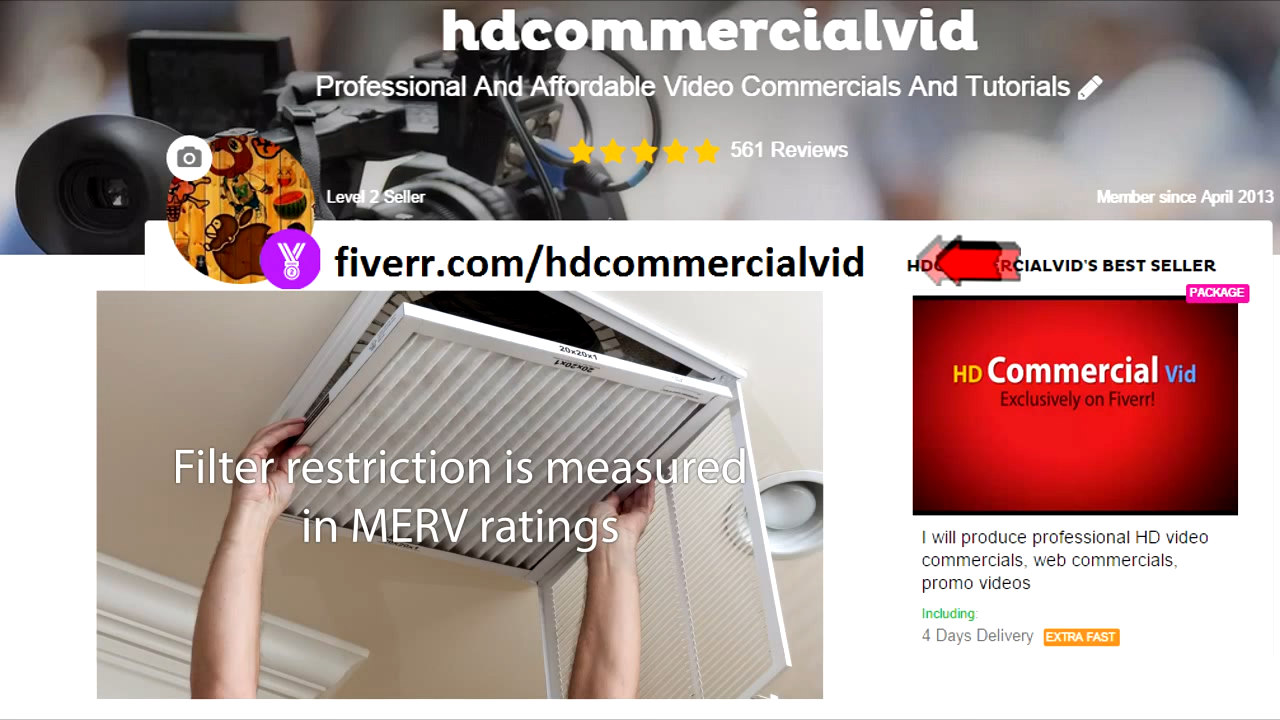 hdcommercialvid
Professional And Affordable Video Commercials And Tutorials
561 Reviews
Level 2 Seller
Member since April 2013
fiverr.com/hdcommercialvid
RCIALVID'S BEST SELLER
PACKAGE
20x20x1
20x20x1
Filter restriction is measured
in MERV ratings
HD Commercial Vid
Exclusively on Fiverr!
I will produce professional HD video
commercials, web commercials,
promo videos
Including:
4 Days Delivery EXTRA FAST